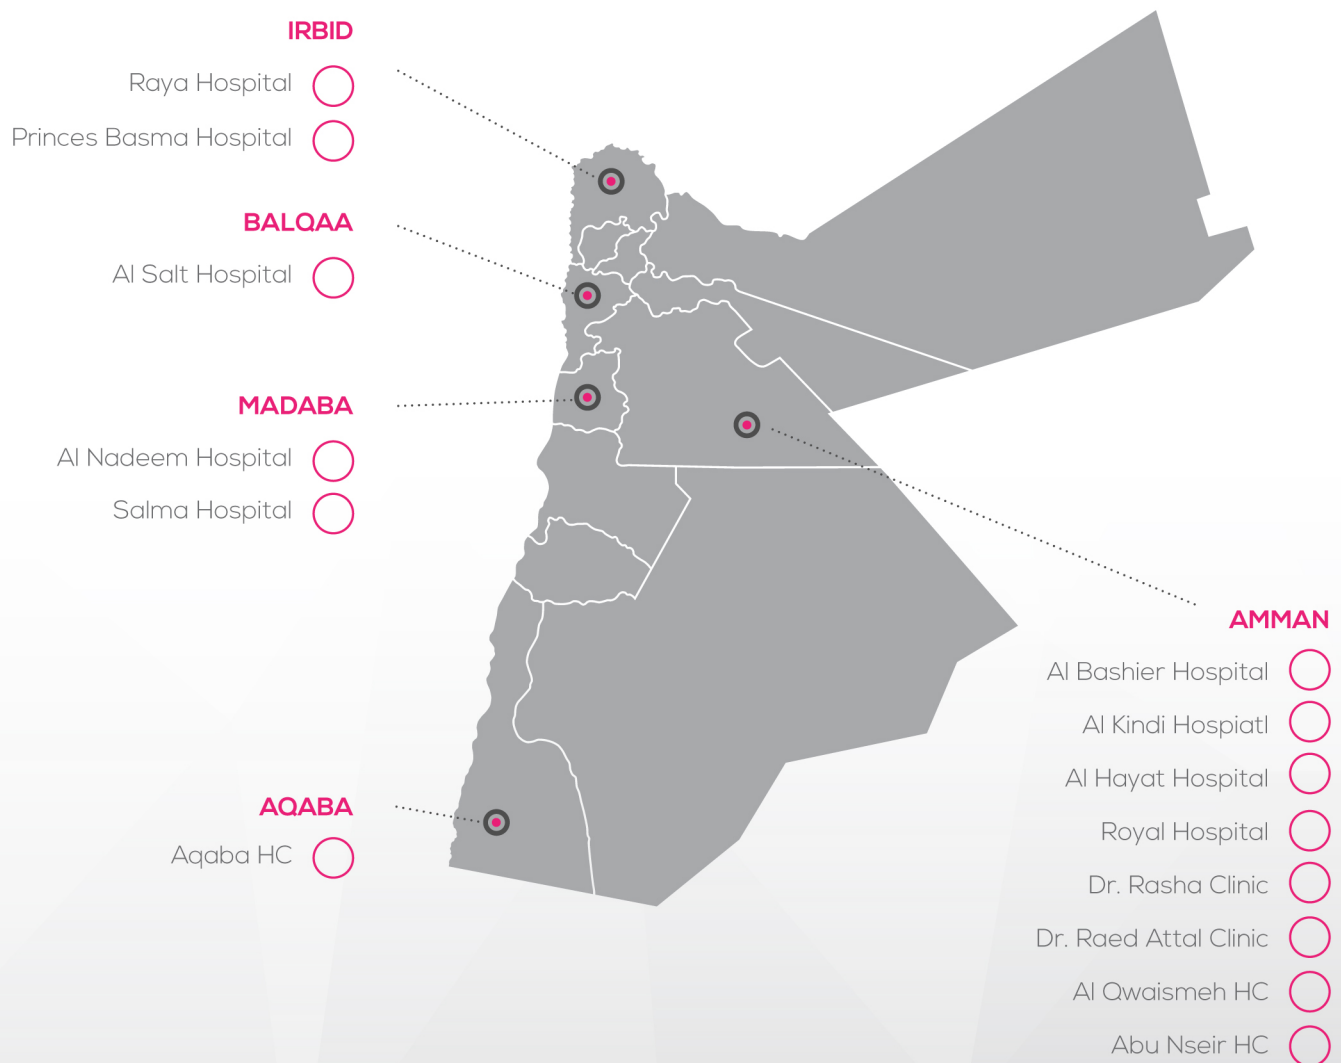 IRBID
Raya Hospital
Princes Basma Hospital
BALQAA
Al Salt Hospital
MADABA
Al Nadeem Hospital
Salma Hospital
AQABA
Aqaba HC
AMMAN
Al Bashier Hospital
Al Kindi Hospiatl
Al Hayat Hospital
Royal Hospital
Dr. Rasha Clinic
Dr. Raed Attal Clinic
Al Qwaismeh HC
Abu Nseir HC